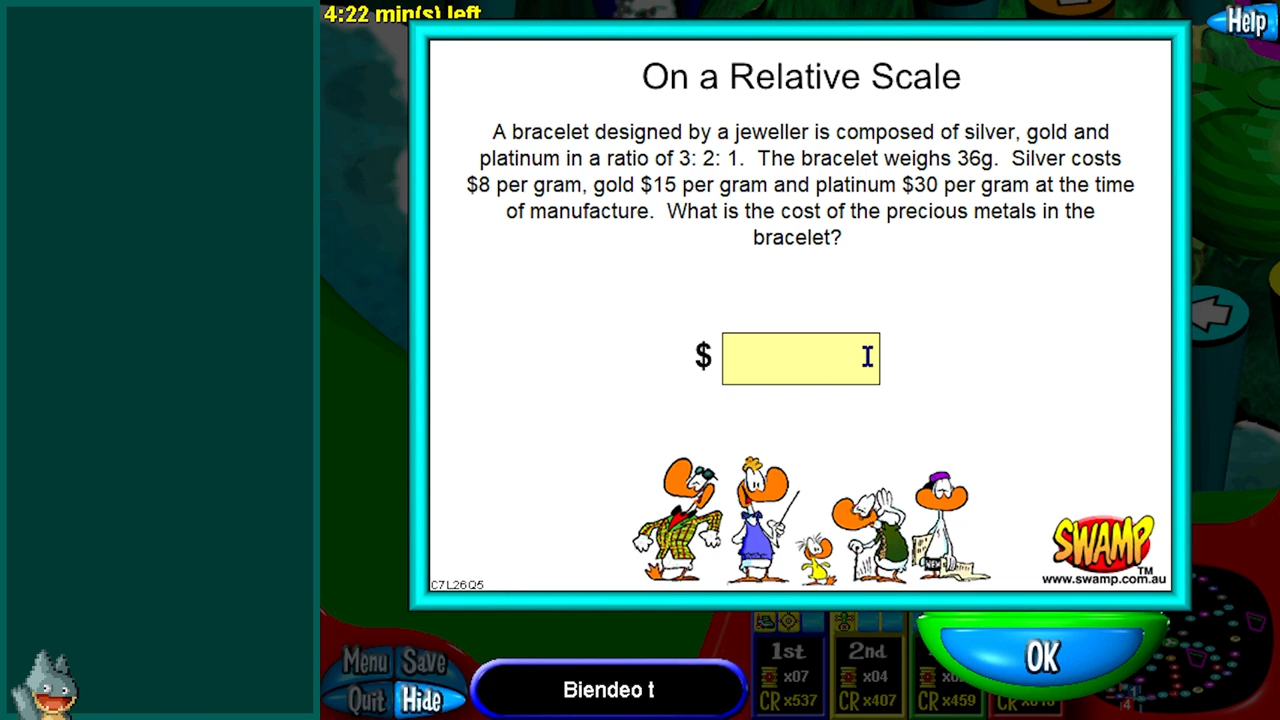 4:22 min(s) left
Help
On a Relative Scale
A bracelet designed by a jeweller is composed of silver, gold and
platinum in a ratio of 3: 2: 1.  The bracelet weighs 36g.  Silver costs
$8 per gram, gold $15 per gram and platinum $30 per gram at the time
of manufacture.  What is the cost of the precious metals in the
bracelet?
$
SWAMP
TM
www.swamp.com.au
C7L26Q5
OK
Menu Save
Quit Hide
Biendeo t
1st
x07
CR x537
2nd
x04
CR x407
CR x459